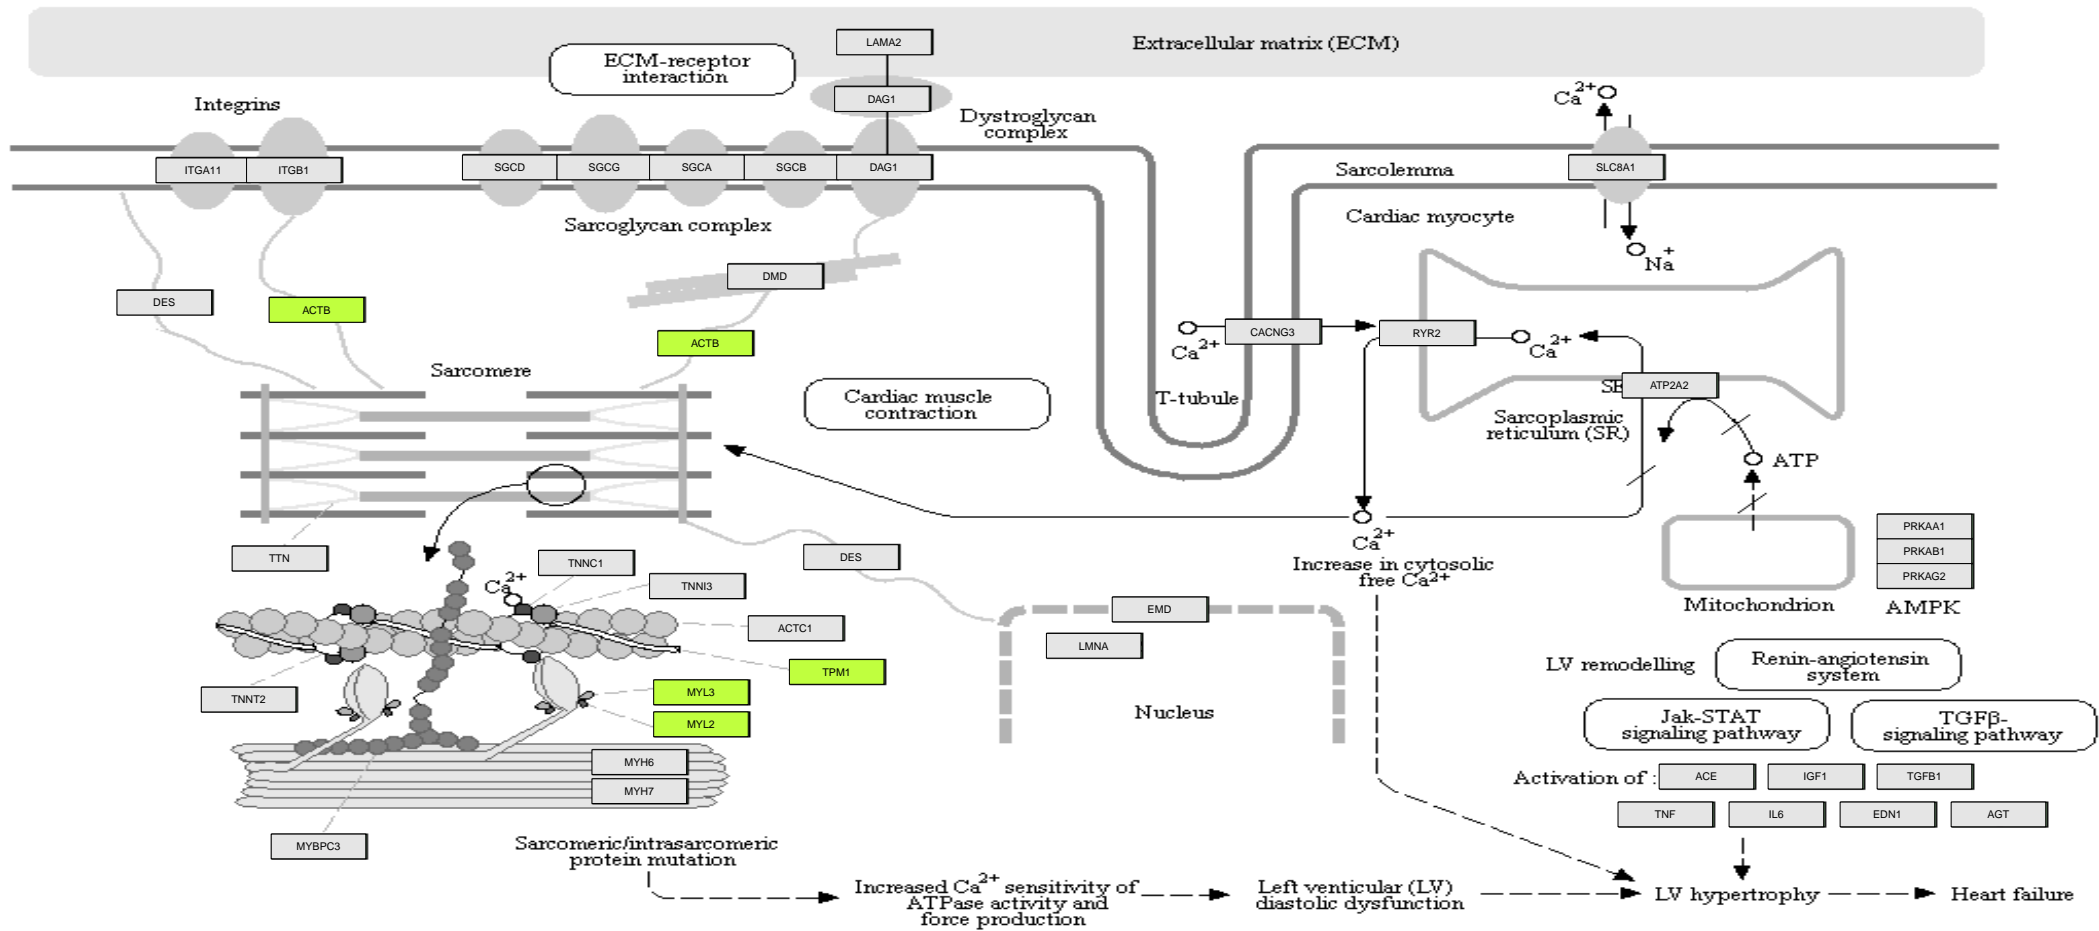 LAMA2
Extracellular matrix (ECM)
ECM-receptor
interaction
DAG1
Ca2+
Integrins
Dystroglycan
complex
ITGA11
ITGB1
SGCD
SGCG
SGCA
SGCB
DAG1
Sarcolemma
SLC8A1
Sarcoglycan complex
Cardiac myocyte
Na+
DES
ACTB
DMD
ACTB
CACNG3
RYR2
Ca2+
Ca2+
Sarcomere
Cardiac muscle
contraction
T-tubule
ATP2A2
Sarcoplasmic
reticulum (SR)
ATP
Ca2+
Increase in cytosolic
free Ca2+
PRKAA1
PRKAB1
PRKAG2
Mitochondrion
AMPK
TTN
TNNC1
DES
Ca2+
TNNI3
ACTC1
EMD
LMNA
TPM1
MYL3
MYL2
TNNT2
Nucleus
MYH6
MYH7
MYBPC3
LV remodelling
Renin-angiotensin
system
Jak-STAT
signaling pathway
TGFβ-
signaling pathway
Activation of :
ACE
IGF1
TGFB1
TNF
IL6
EDN1
AGT
Sarcomeric/intrasarcomeric
protein mutation
Increased Ca2+ sensitivity of
ATPase activity and
force production
Left venticular (LV)
diastolic dysfunction
LV hypertrophy
Heart failure